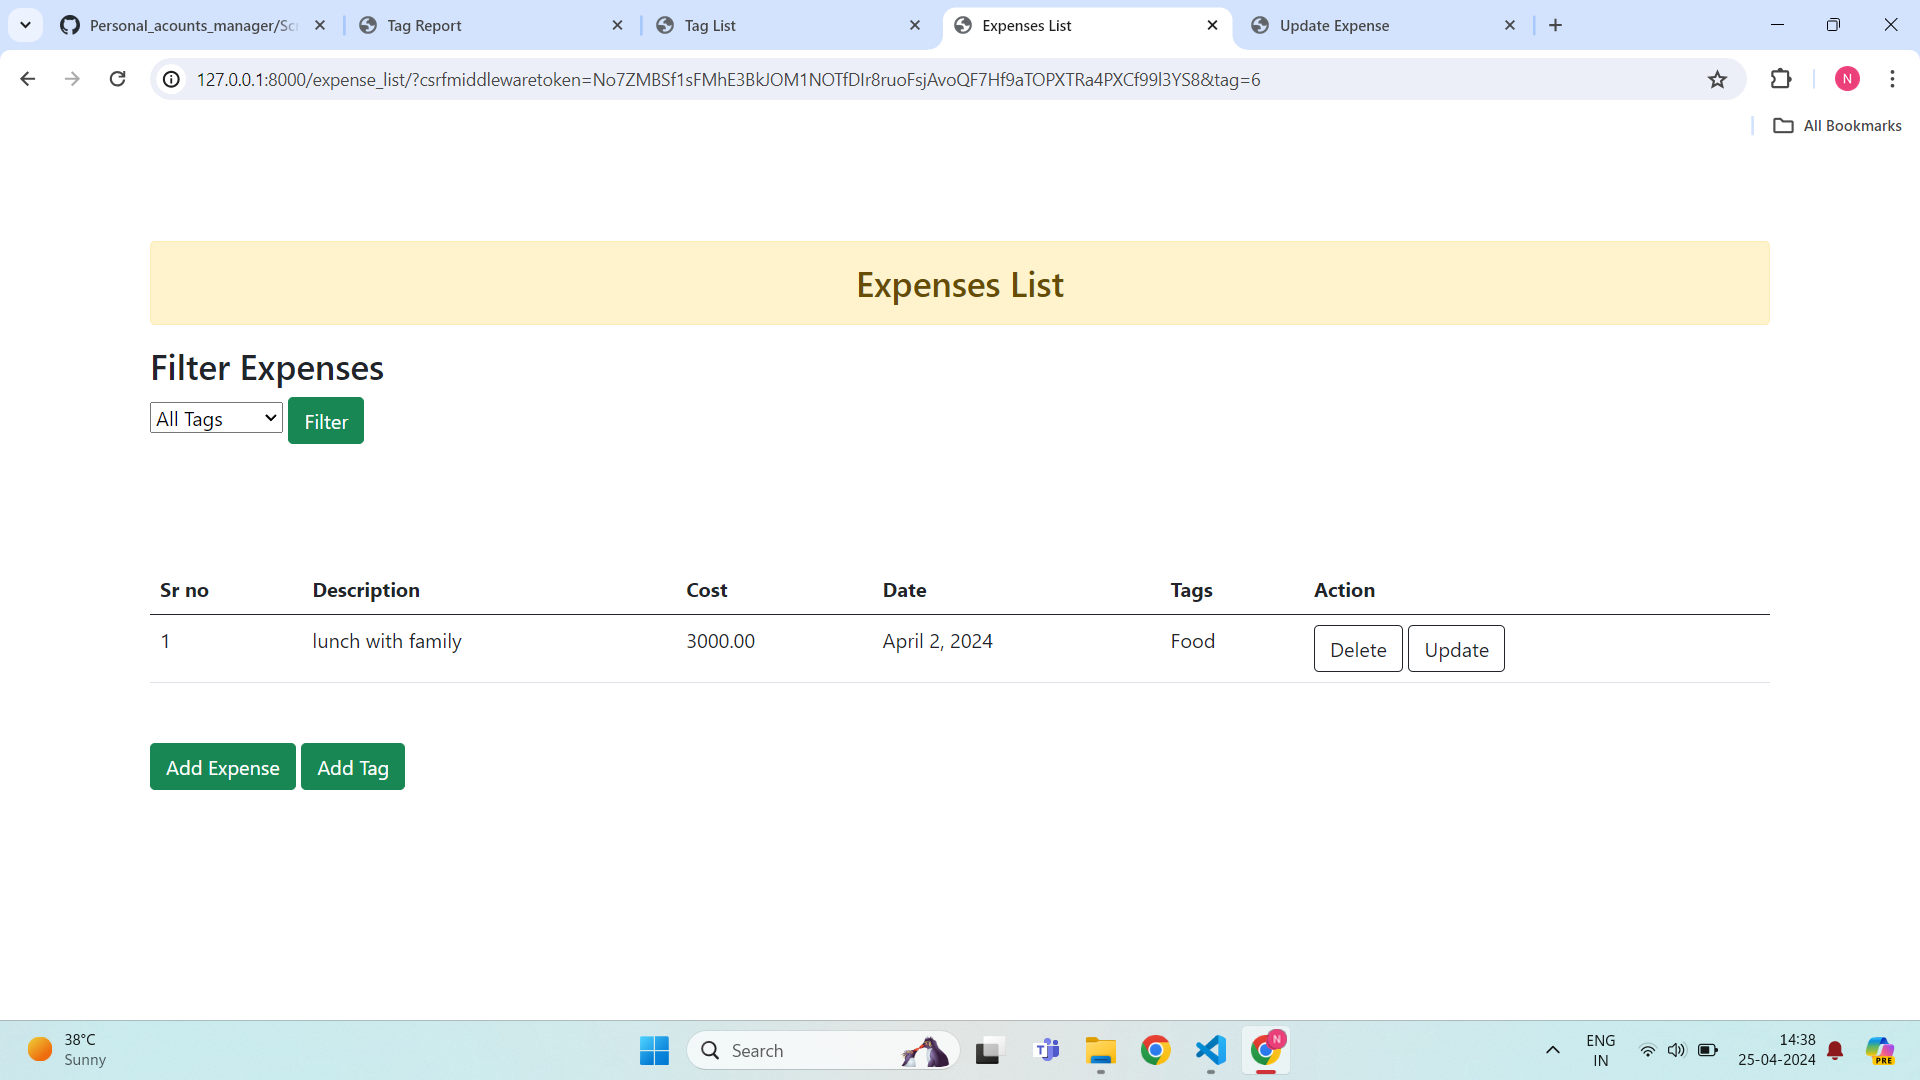 Personal_acounts_manager/Scr
Tag Report
Tag List
Expenses List
Update Expense
127.0.0.1:8000/expense_list/?csrfmiddlewaretoken=No7ZMBSf1sFMhE3BkJOM1NOTfDIr8ruoFsjAvoQF7Hf9aTOPXTRa4PXCf99l3YS8&tag=6
N
All Bookmarks
Expenses List
Filter Expenses
All Tags
Filter
Sr no Description Cost Date Tags Action
1 lunch with family 3000.00 April 2, 2024 Food Delete Update
Add Expense Add Tag
38°C
Sunny
Search
N
ENG
IN
14:38
25-04-2024
PRE